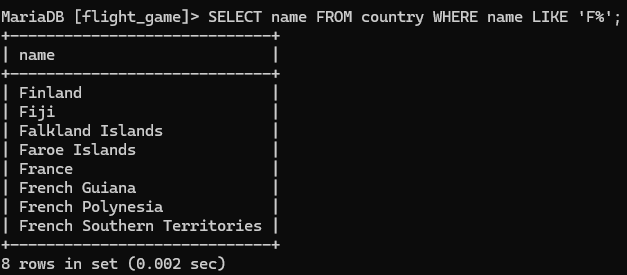 MariaDB [flight_game]> SELECT name FROM country WHERE name LIKE 'F%';
+----------------------------+
| name                       |
+----------------------------+
| Finland                    |
| Fiji                       |
| Falkland Islands           |
| Faroe Islands              |
| France                     |
| French Guiana              |
| French Polynesia           |
| French Southern Territories |
+----------------------------+
8 rows in set (0.002 sec)